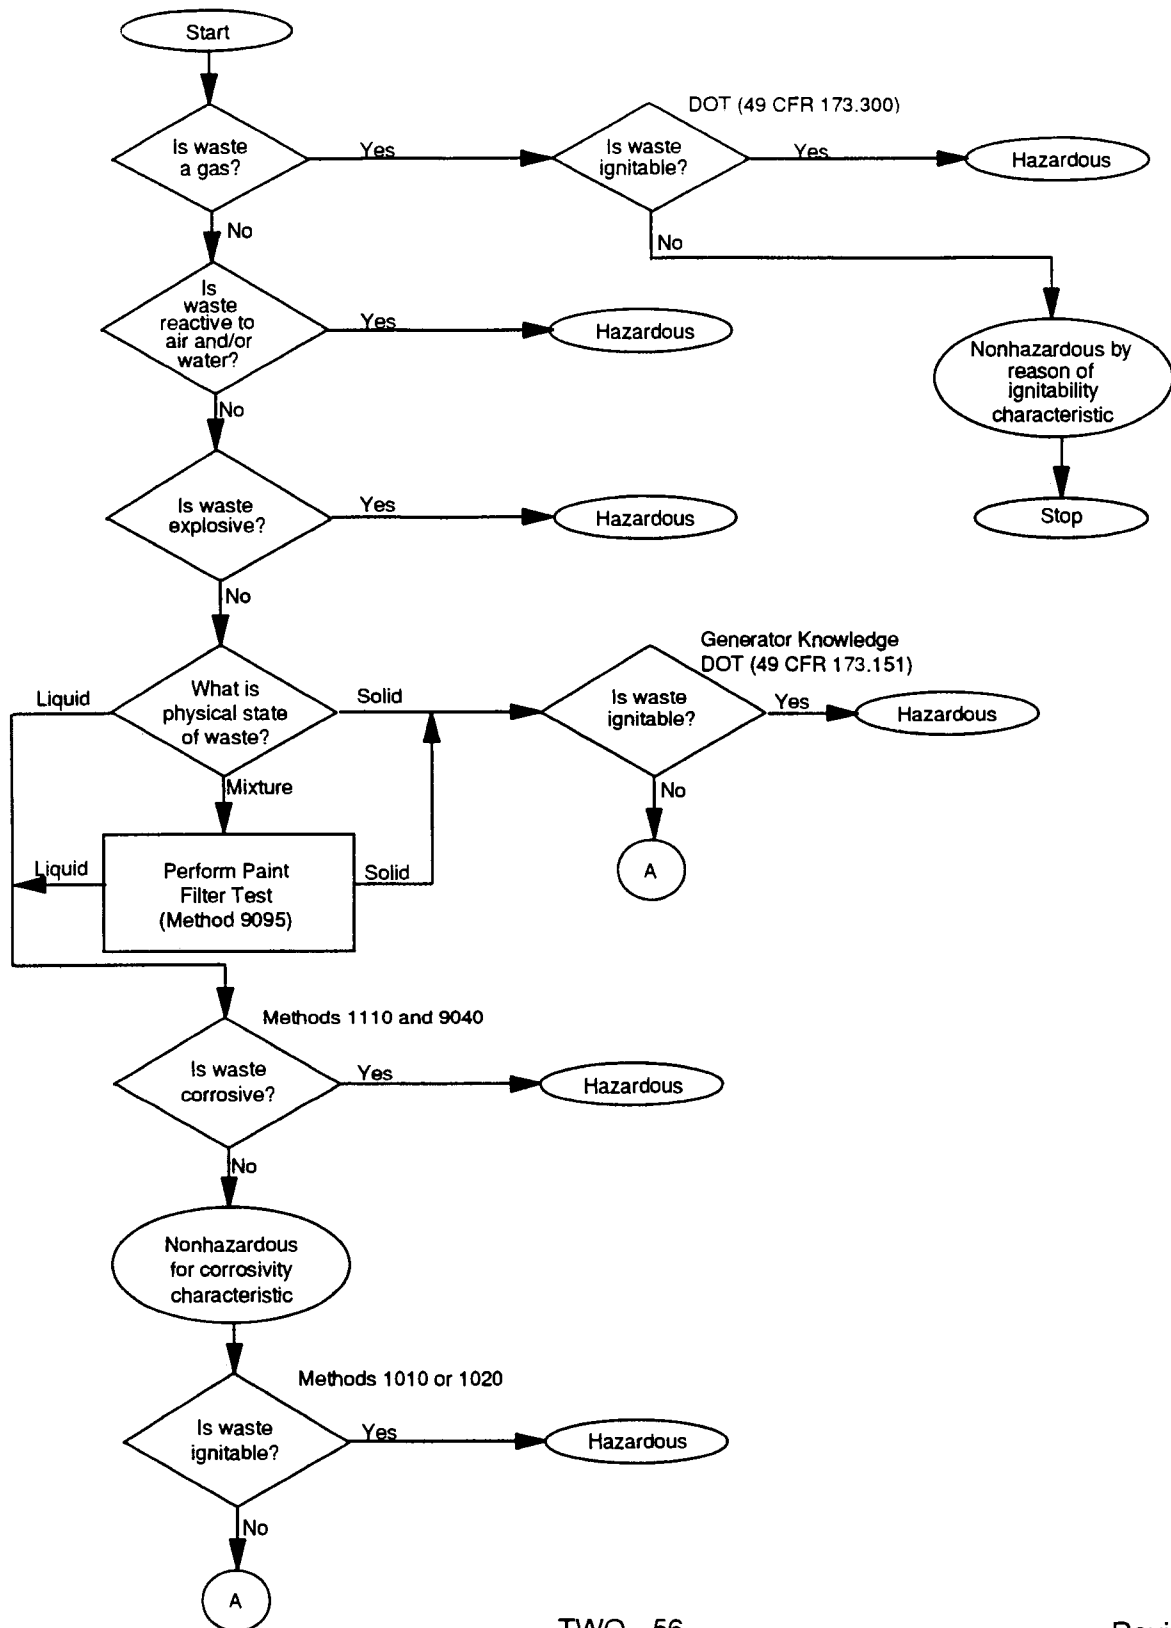 Start
DOT (49 CFR 173.300)
Is waste
a gas?
Yes
Is waste
ignitable?
Yes
Hazardous
No
No
Is
waste
reactive to
air and/or
water?
Yes
Hazardous
Nonhazardous by
reason of
ignitability
characteristic
No
Is waste
explosive?
Yes
Hazardous
Stop
No
Generator Knowledge
DOT (49 CFR 173.151)
Liquid
What is
physical state
of waste?
Solid
Is waste
ignitable?
Yes
Hazardous
Mixture
No
Liquid
Perform Paint
Filter Test
(Method 9095)
Solid
A
Methods 1110 and 9040
Is waste
corrosive?
Yes
Hazardous
No
Nonhazardous
for corrosivity
characteristic
Methods 1010 or 1020
Is waste
ignitable?
Yes
Hazardous
No
A
TWO - 56